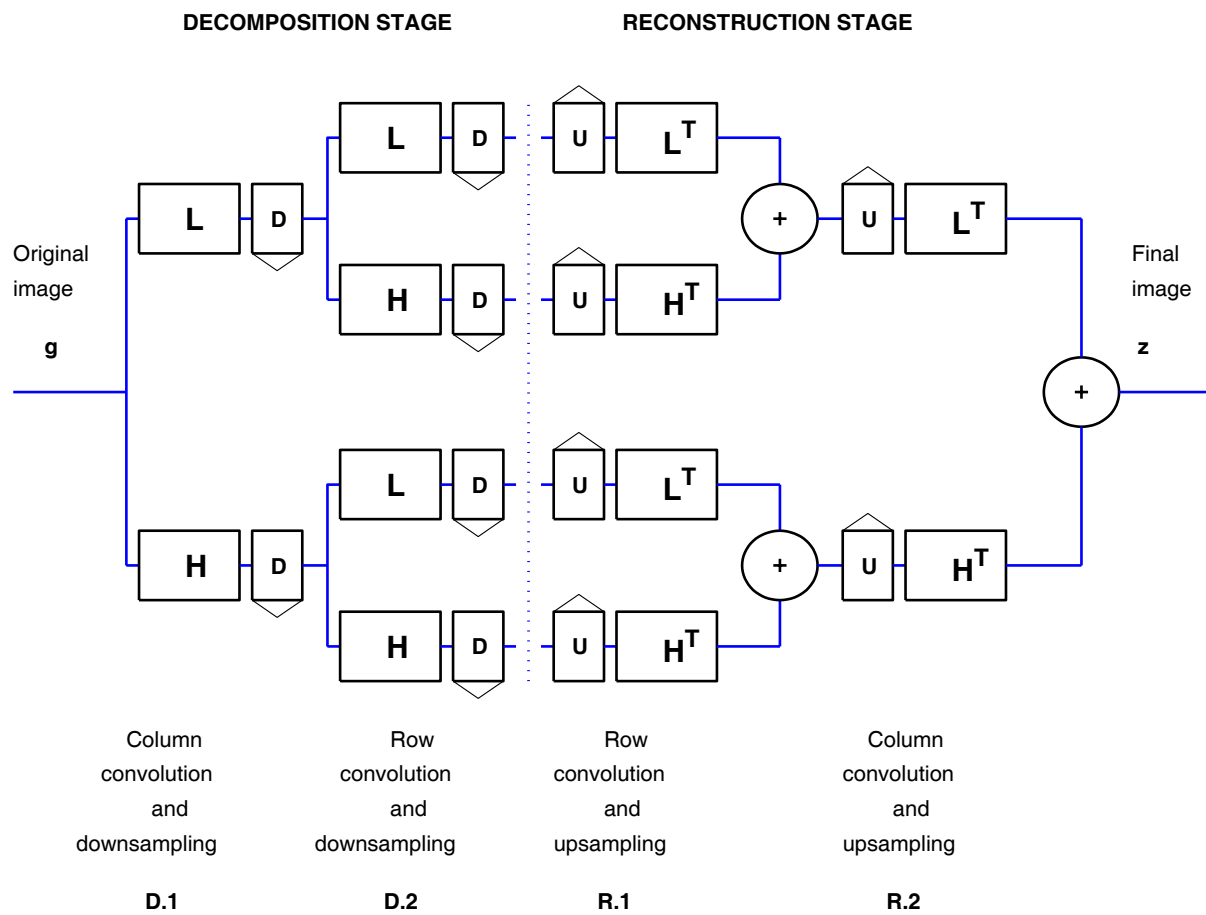 DECOMPOSITION STAGE
RECONSTRUCTION STAGE
L
D
U
L^T
L
D
+
U
L^T
Original
image
g
H
D
U
H^T
Final
image
z
+
L
D
U
L^T
H
D
+
U
H^T
H
D
U
H^T
Column
convolution
and
downsampling
D.1
Row
convolution
and
downsampling
D.2
Row
convolution
and
upsampling
R.1
Column
convolution
and
upsampling
R.2